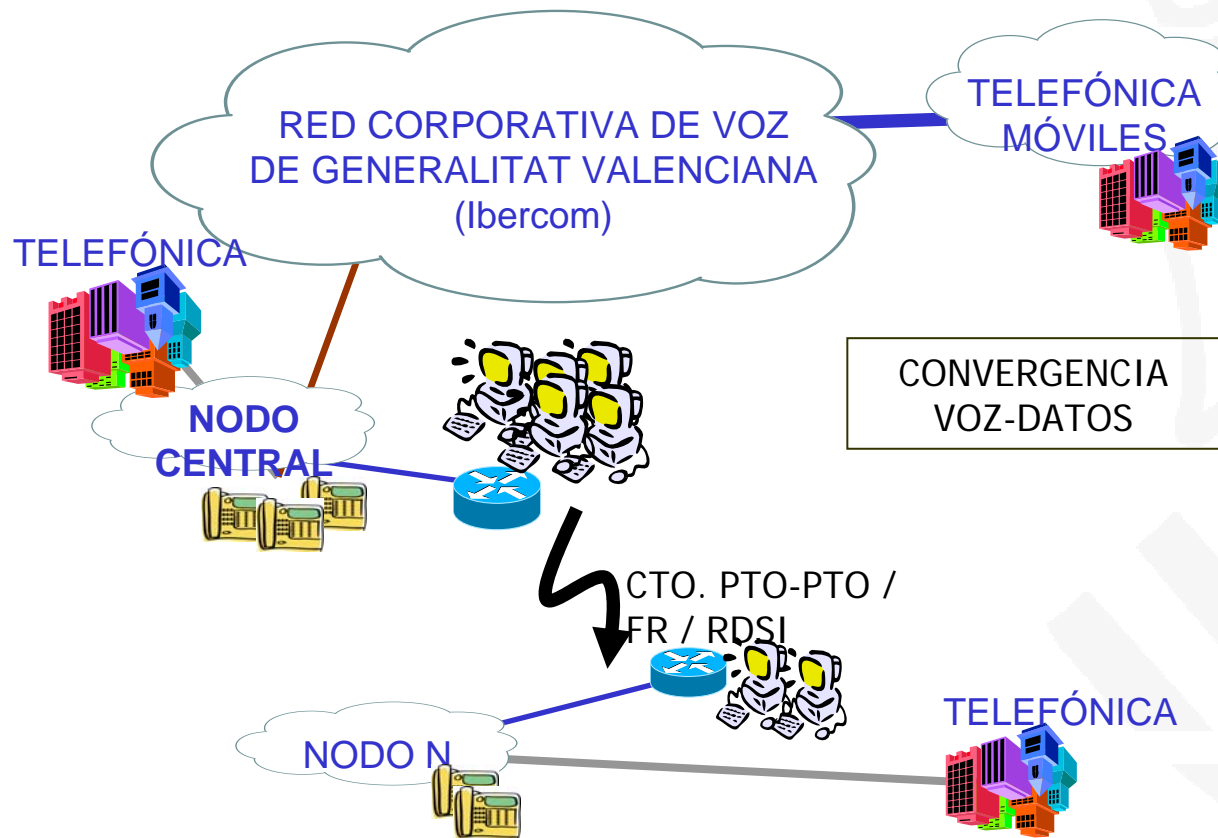 RED CORPORATIVA DE VOZ
DE GENERALITAT VALENCIANA
(Ibercom)
TELEFÓNICA
MÓVILES
TELEFÓNICA
CONVERGENCIA
VOZ-DATOS
NODO
CENTRAL
CTO. PTO-PTO /
FR / RDSI
NODO N
TELEFÓNICA